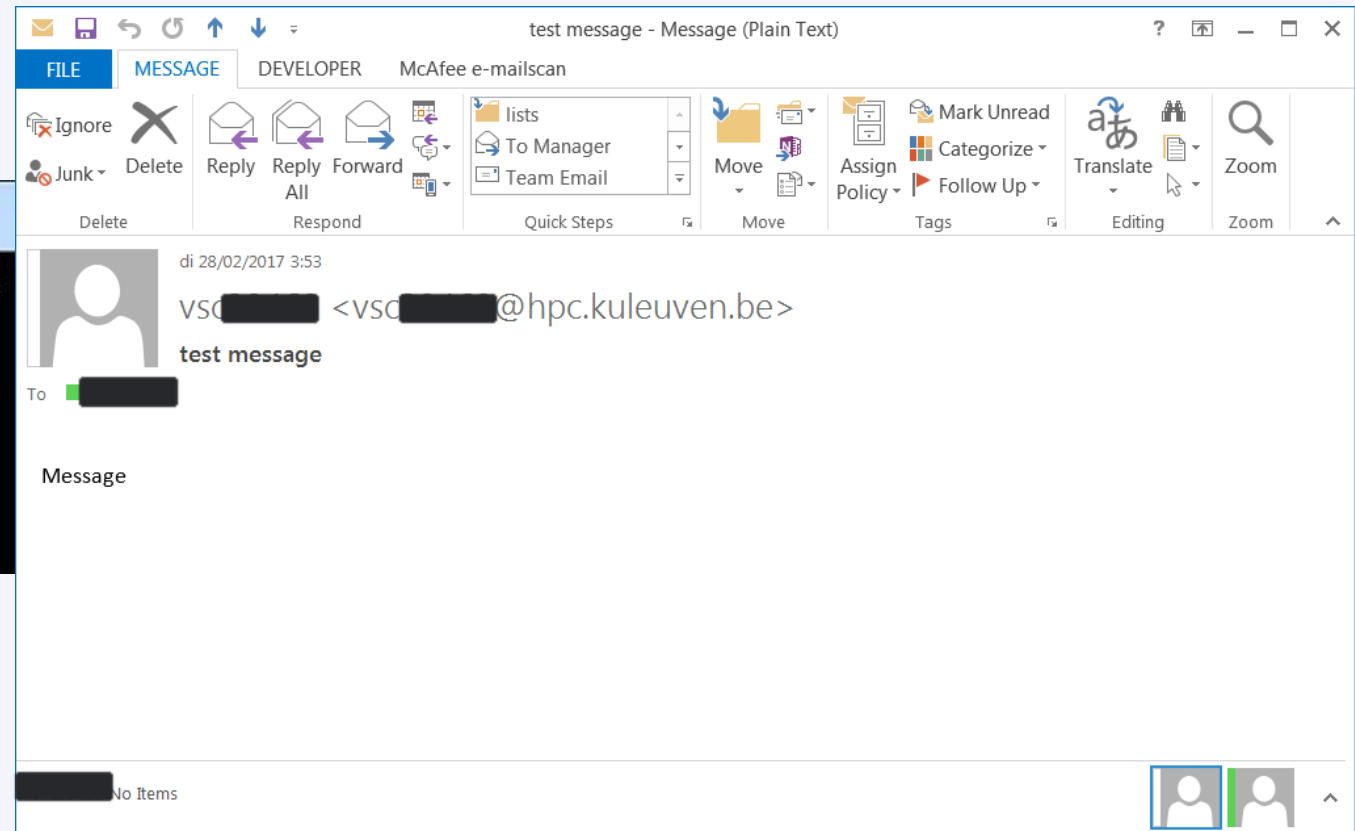 test message - Message (Plain Text)
?
FILE MESSAGE DEVELOPER McAfee e-mailscan
Ignore
Junk
Delete
Delete
Reply
Reply All
Forward
Respond
lists
To Manager
Team Email
Quick Steps
Move
Move
Assign Policy
Mark Unread
Categorize
Follow Up
Tags
Translate
Editing
Zoom
Zoom
di 28/02/2017 3:53
vsc <vsc @hpc.kuleuven.be>
test message
To
Message
No Items